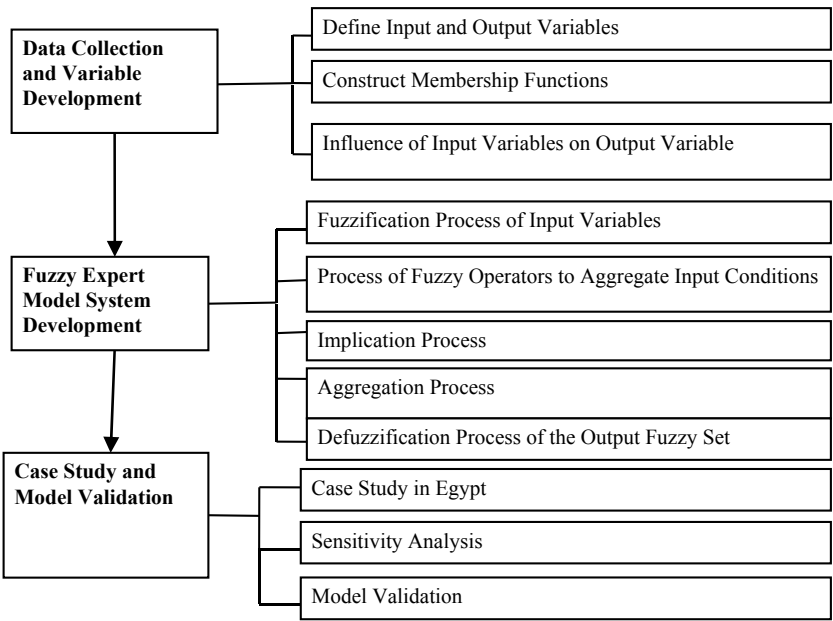 Data Collection
and Variable
Development
Define Input and Output Variables
Construct Membership Functions
Influence of Input Variables on Output Variable
Fuzzy Expert
Model System
Development
Fuzzification Process of Input Variables
Process of Fuzzy Operators to Aggregate Input Conditions
Implication Process
Aggregation Process
Defuzzification Process of the Output Fuzzy Set
Case Study and
Model Validation
Case Study in Egypt
Sensitivity Analysis
Model Validation